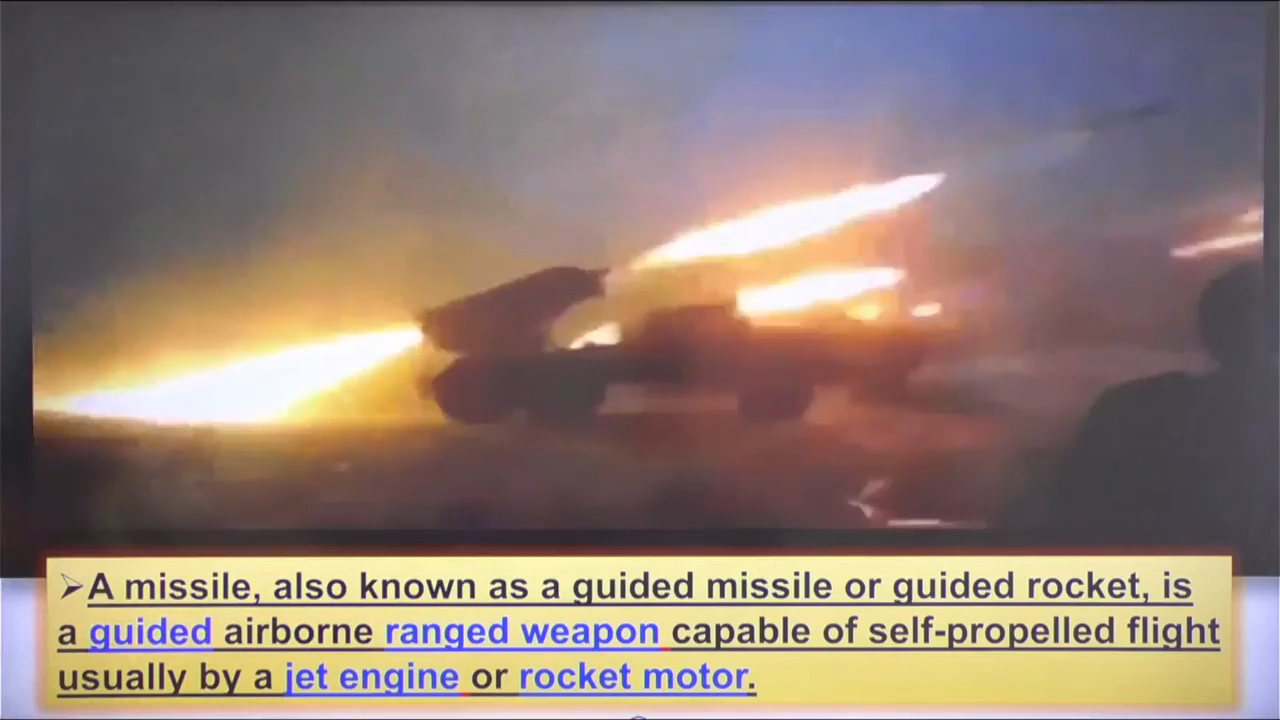 ➢A missile, also known as a guided missile or guided rocket, is
a guided airborne ranged weapon capable of self-propelled flight
usually by a jet engine or rocket motor.